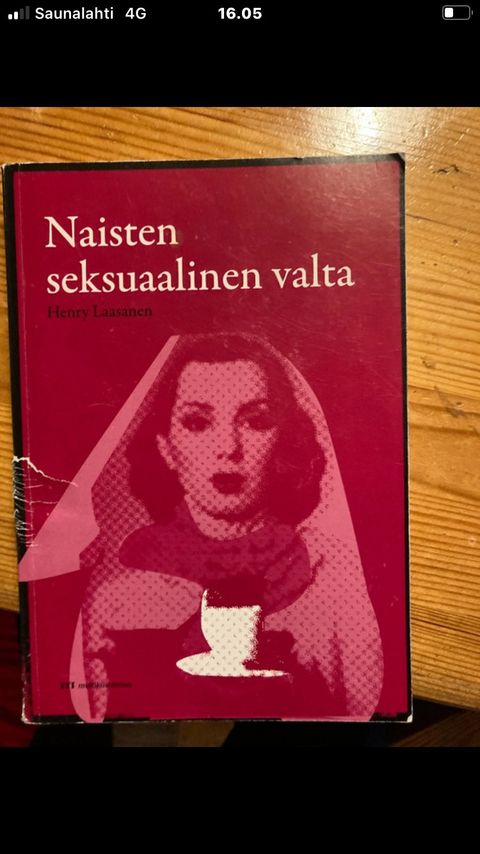 Saunalahti 4G 16.05
Naisten
seksuaalinen valta
Henry Laasanen